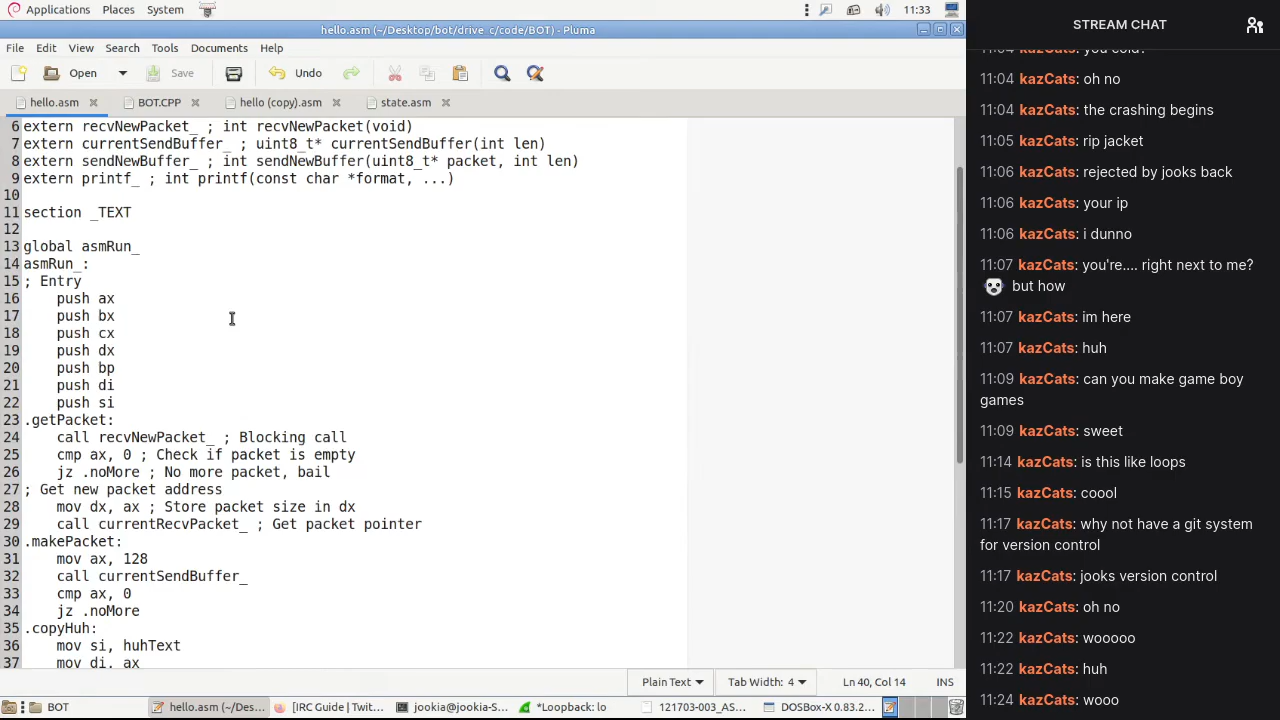 Applications Places System 11:33
hello.asm (~/Desktop/bot/drive_c/code/BOT) - Pluma
File Edit View Search Tools Documents Help
Open Save Undo
hello.asm BOT.CPP hello (copy).asm state.asm
6 extern recvNewPacket_ ; int recvNewPacket(void)
7 extern currentSendBuffer_ ; uint8_t* currentSendBuffer(int len)
8 extern sendNewBuffer_ ; int sendNewBuffer(uint8_t* packet, int len)
9 extern printf_ ; int printf(const char *format, ...)
10
11 section _TEXT
12
13 global asmRun_
14 asmRun_:
15 ; Entry
16 push ax
17 push bx
18 push cx
19 push dx
20 push bp
21 push di
22 push si
23 .getPacket:
24 call recvNewPacket_ ; Blocking call
25 cmp ax, 0 ; Check if packet is empty
26 jz .noMore ; No more packet, bail
27 ; Get new packet address
28 mov dx, ax ; Store packet size in dx
29 call currentRecvPacket_ ; Get packet pointer
30 .makePacket:
31 mov ax, 128
32 call currentSendBuffer_
33 cmp ax, 0
34 jz .noMore
35 .copyHuh:
36 mov si, huhText
37 mov di, ax
Plain Text Tab Width: 4 Ln 40, Col 14 INS
BOT hello.asm (~/Des... [IRC Guide | Twit... jookia@jookia-S... *Loopback: lo 121703-003_AS... DOSBox-X 0.83.2...
STREAM CHAT
11:04 kazCats: you cold?
11:04 kazCats: oh no
11:04 kazCats: the crashing begins
11:05 kazCats: rip jacket
11:06 kazCats: rejected by jooks back
11:06 kazCats: your ip
11:06 kazCats: i dunno
11:07 kazCats: you're.... right next to me?
but how
11:07 kazCats: im here
11:07 kazCats: huh
11:09 kazCats: can you make game boy
games
11:09 kazCats: sweet
11:14 kazCats: is this like loops
11:15 kazCats: coool
11:17 kazCats: why not have a git system
for version control
11:17 kazCats: jooks version control
11:20 kazCats: oh no
11:22 kazCats: wooooo
11:22 kazCats: huh
11:24 kazCats: wooo